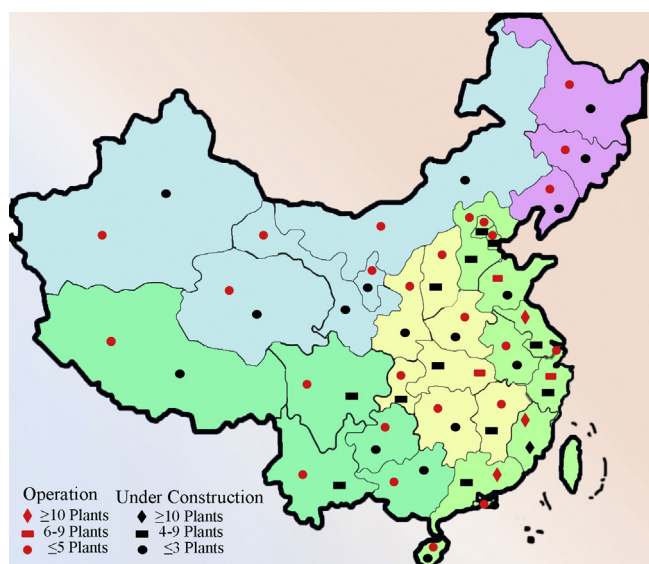 Operation Under Construction
≥10 Plants ≥10 Plants
6-9 Plants 4-9 Plants
≤5 Plants ≤3 Plants